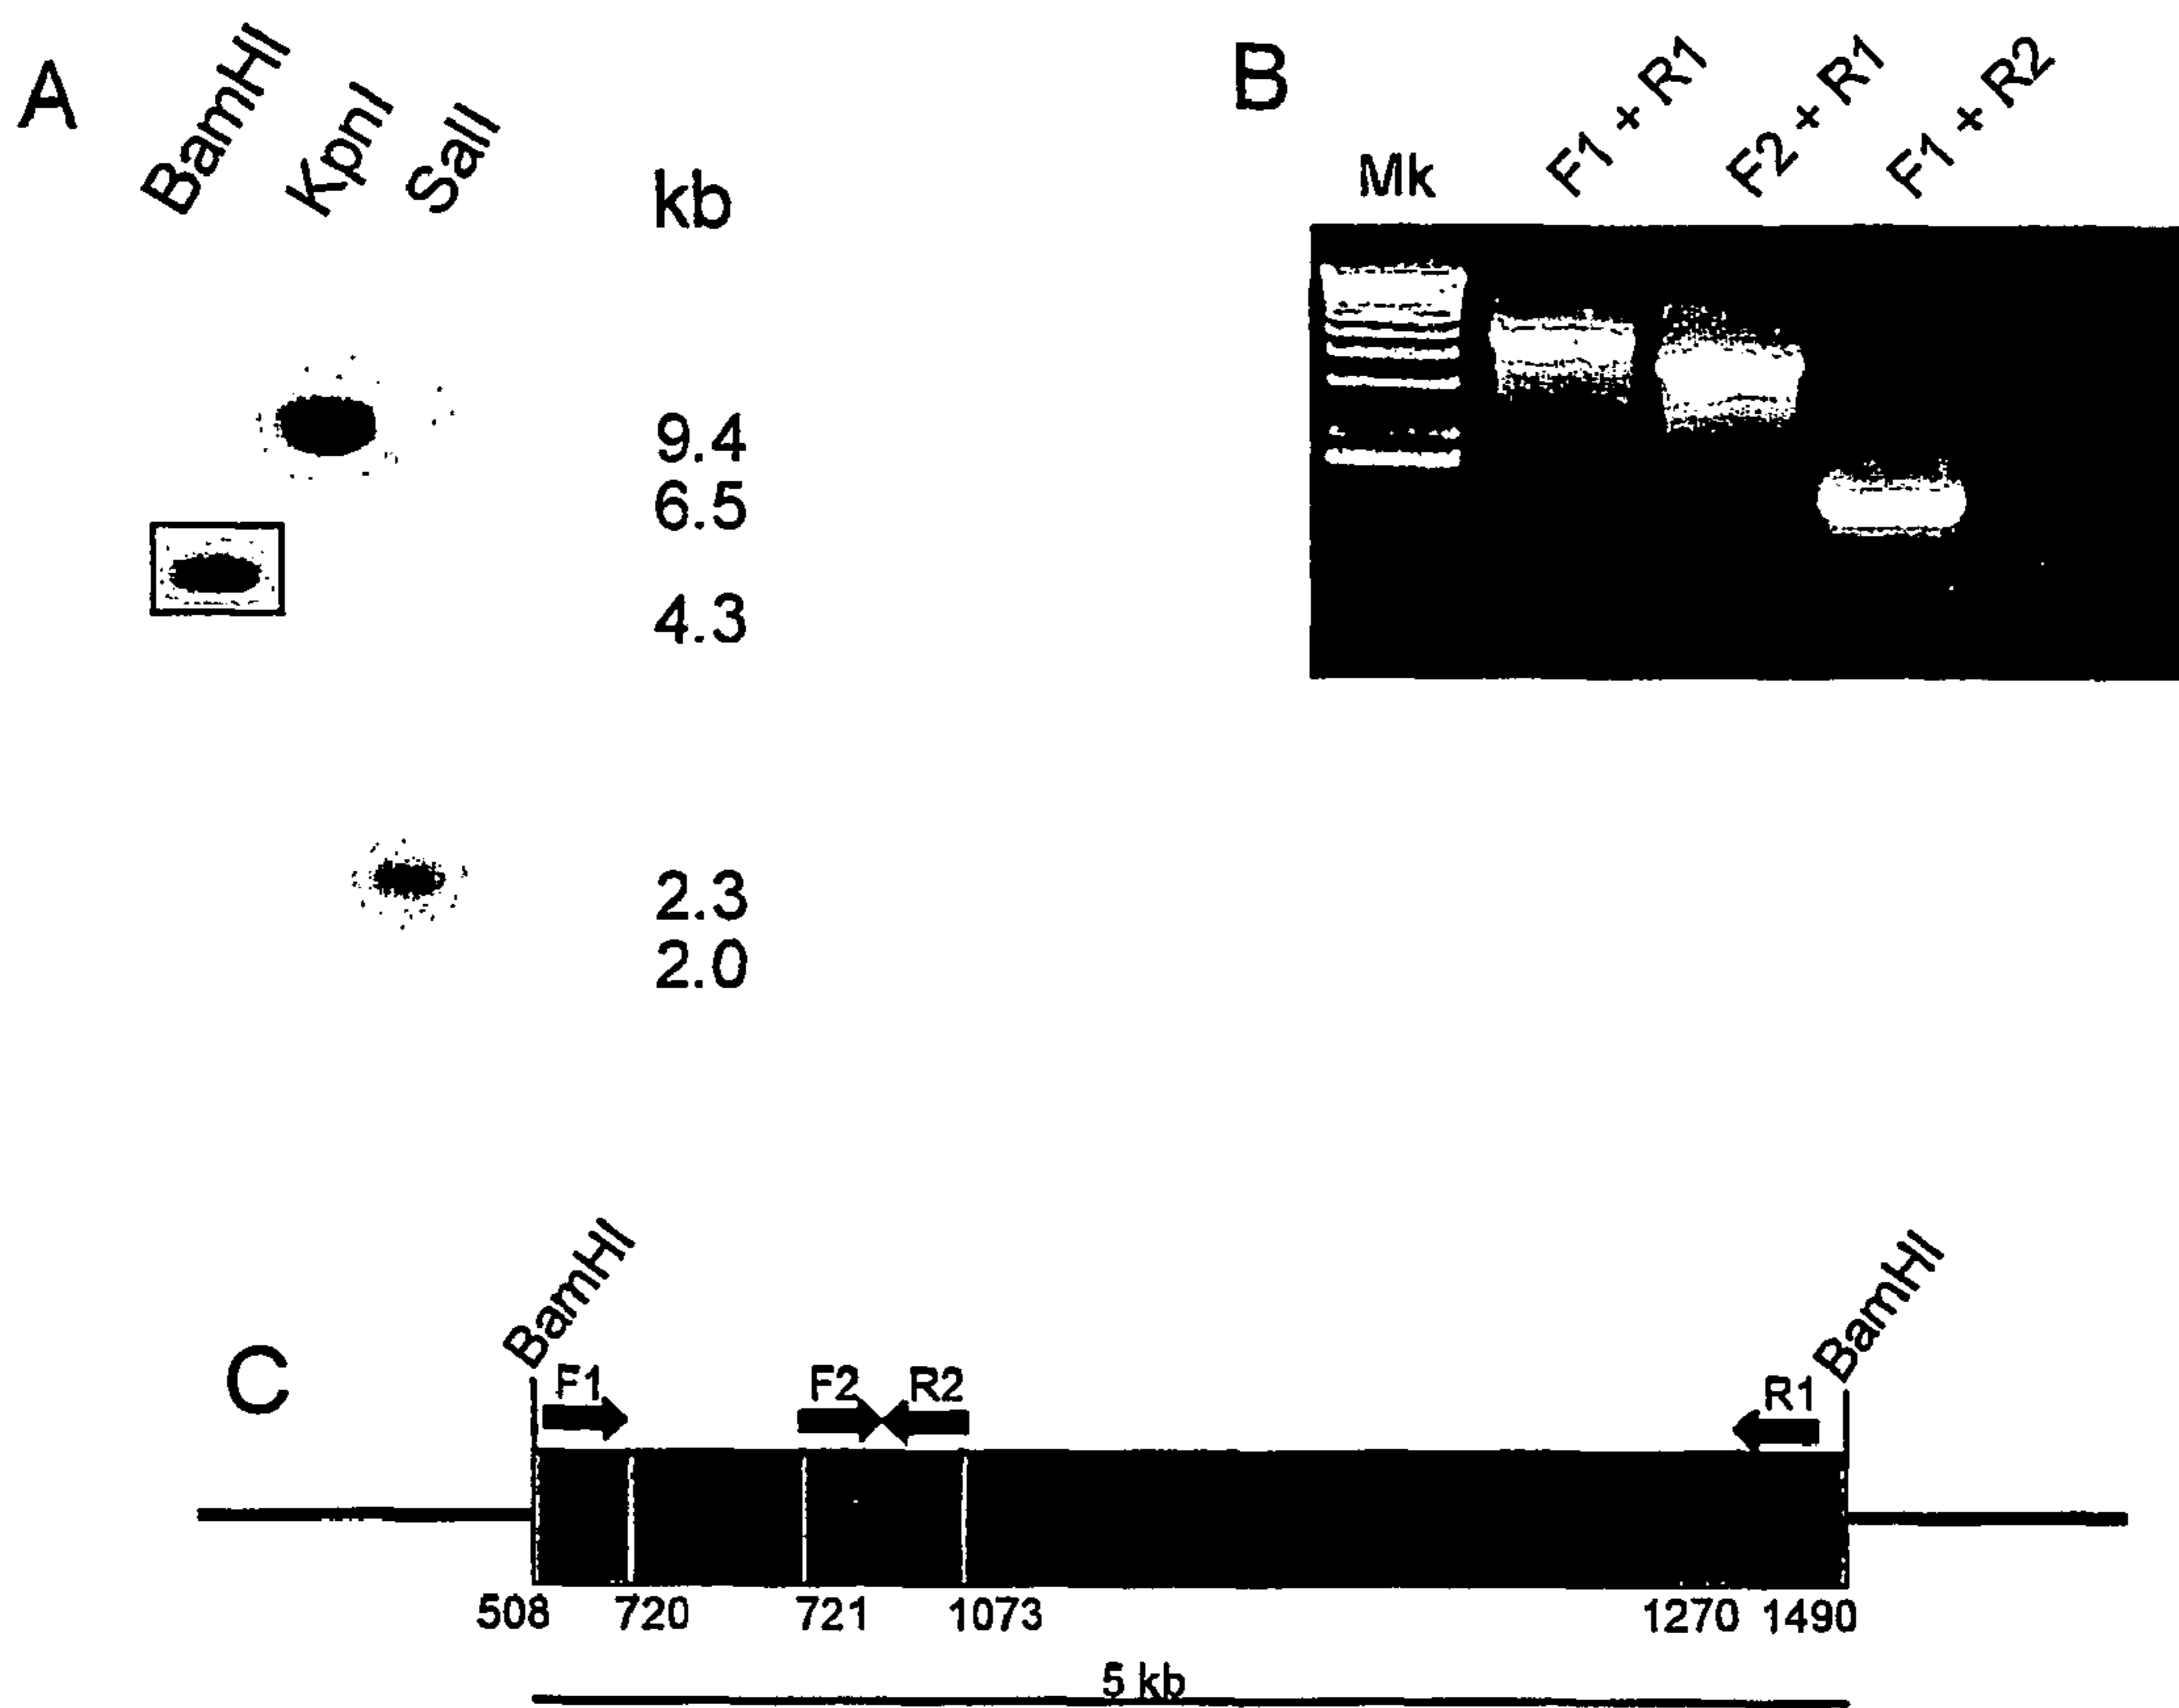 A
BamHI
KpnI
SalI
kb
9.4
6.5
4.3
2.3
2.0
B
Mk
F1 × R1
F2 × R1
F1 × R2
C
BamHI
F1
F2
R2
R1
BamHI
508 720 721 1073 1270 1490
5 kb